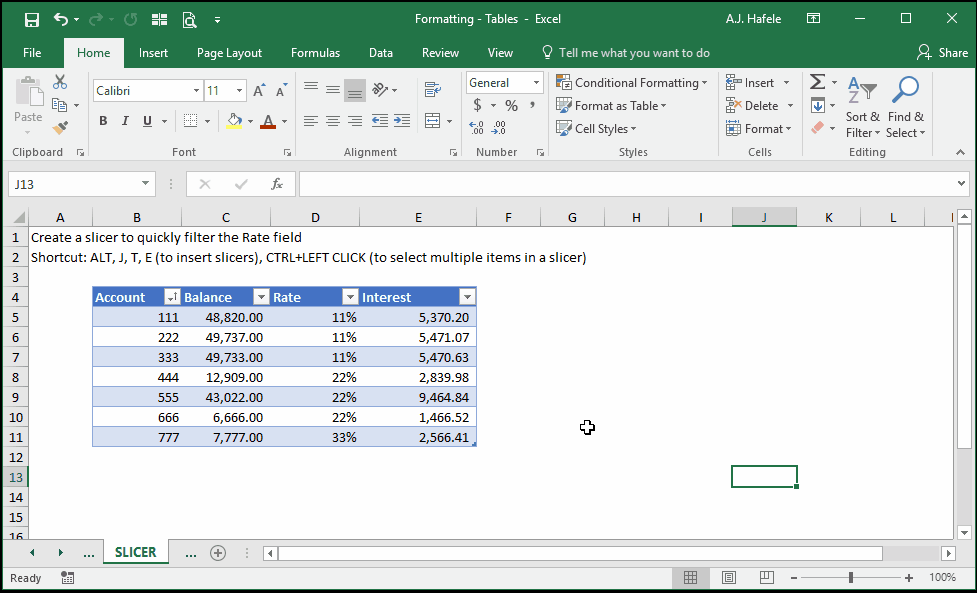 Formatting - Tables - Excel
A.J. Hafele
File Home Insert Page Layout Formulas Data Review View Tell me what you want to do Share
Paste
Calibri 11
B I U A
General
$ % ,
Conditional Formatting
Format as Table
Cell Styles
Insert
Delete
Format
Sort & Filter
Find & Select
Clipboard Font Alignment Number Styles Cells Editing
J13 fx
A B C D E F G H I J K L
1 Create a slicer to quickly filter the Rate field
2 Shortcut: ALT, J, T, E (to insert slicers), CTRL+LEFT CLICK (to select multiple items in a slicer)
3
4 Account Balance Rate Interest
5 111 48,820.00 11% 5,370.20
6 222 49,737.00 11% 5,471.07
7 333 49,733.00 11% 5,470.63
8 444 12,909.00 22% 2,839.98
9 555 43,022.00 22% 9,464.84
10 666 6,666.00 22% 1,466.52
11 777 7,777.00 33% 2,566.41
12
13
14
15
16
... SLICER ...
Ready 100%